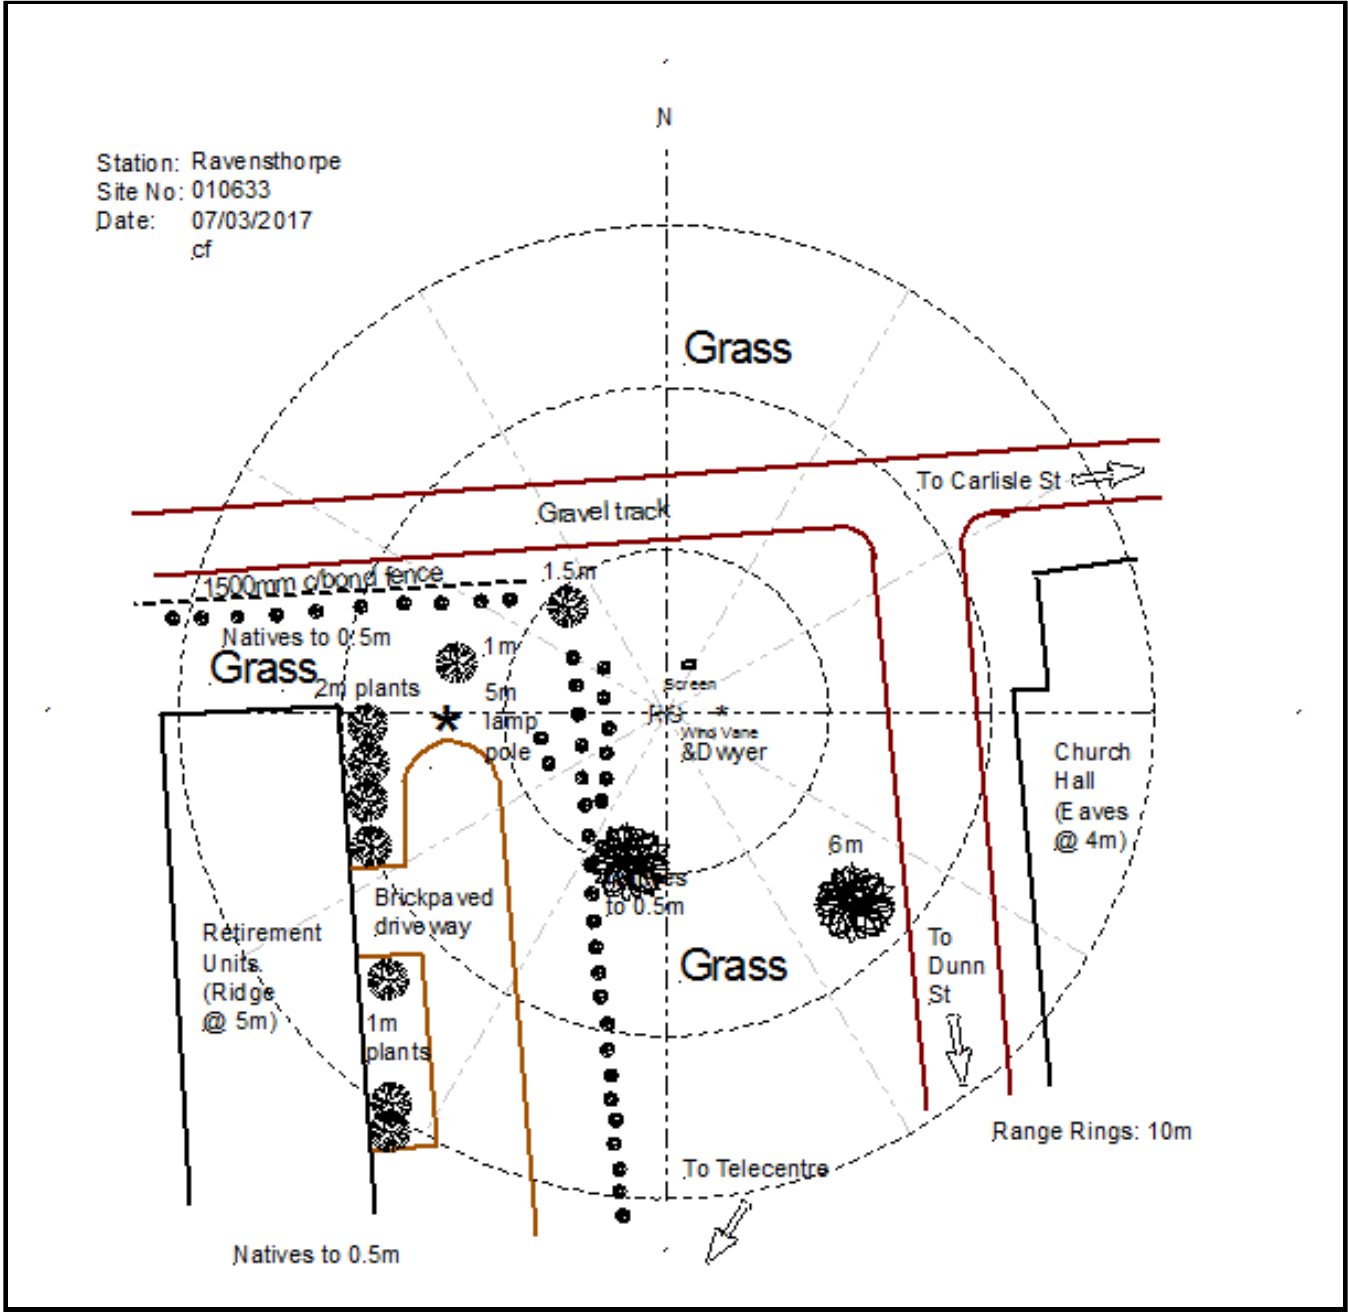 N
Station: Ravensthorpe
Site No: 010633
Date: 07/03/2017
cf
Grass
To Carlisle St
Gravel track
1500mm c/bond fence
1.5m
Natives to 0.5m
1m
Grass
2m plants
5m
lamp
pole
Screen
RG
Wind Vane
&Dwyer
Church
Hall
(Eaves
@ 4m)
6m
to 0.5m
Brickpaved
driveway
Retirement
Units.
(Ridge
@ 5m)
To
Dunn
St
Grass
1m
plants
Range Rings: 10m
To Telecentre
Natives to 0.5m